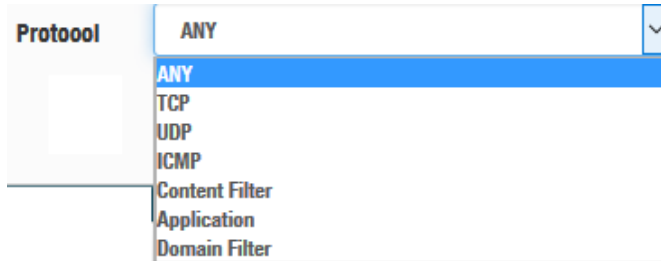 Protoool
ANY
ANY
TCP
UDP
ICMP
Content Filter
Application
Domain Filter